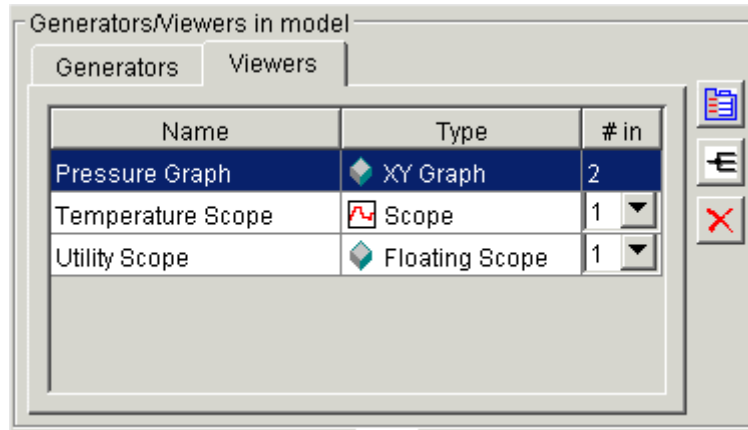 Generators/Viewers in model
Generators Viewers
Name Type # in
Pressure Graph XY Graph 2
Temperature Scope Scope 1
Utility Scope Floating Scope 1